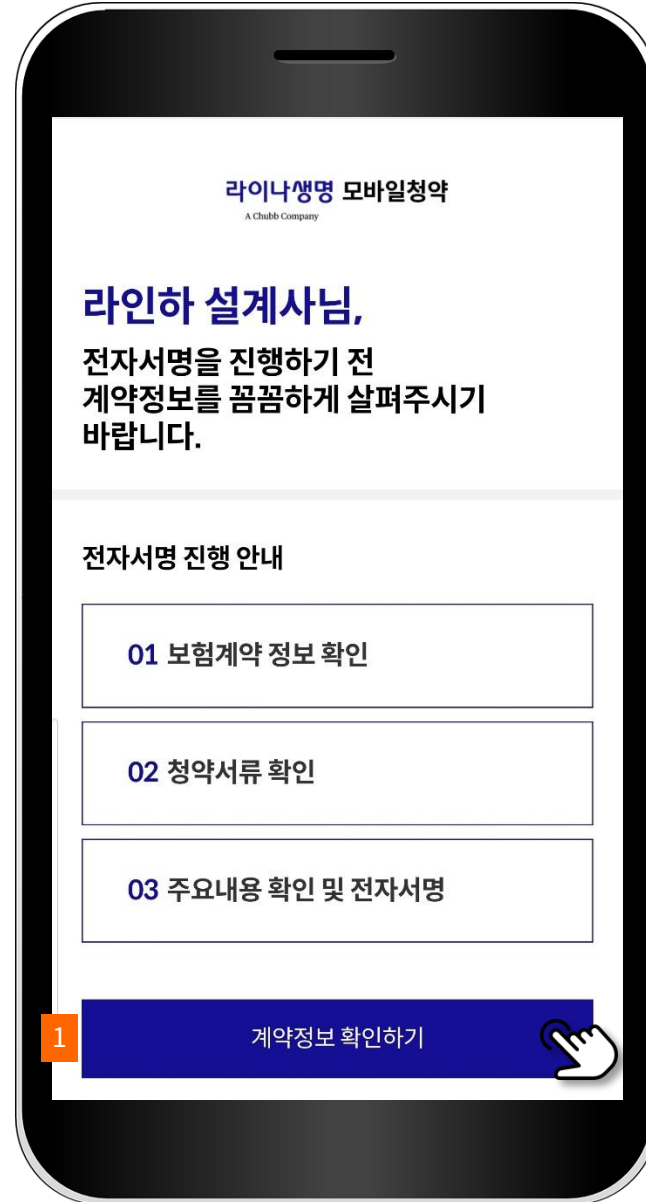 라이나생명 모바일청약
A Chubb Company
라인하 설계사님,
전자서명을 진행하기 전
계약정보를 꼼꼼하게 살펴주시기
바랍니다.
전자서명 진행 안내
01 보험계약 정보 확인
02 청약서류 확인
03 주요내용 확인 및 전자서명
1 계약정보 확인하기